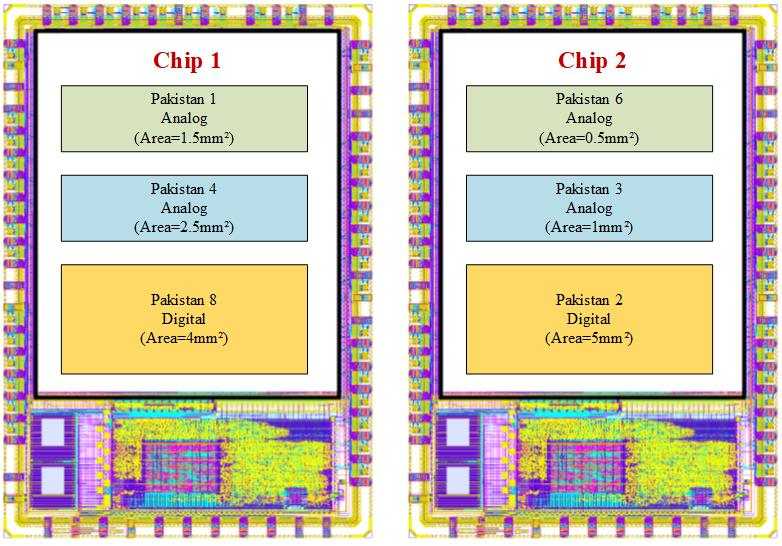 Chip 1
Pakistan 1
Analog
(Area=1.5mm²)
Pakistan 4
Analog
(Area=2.5mm²)
Pakistan 8
Digital
(Area=4mm²)
Chip 2
Pakistan 6
Analog
(Area=0.5mm²)
Pakistan 3
Analog
(Area=1mm²)
Pakistan 2
Digital
(Area=5mm²)